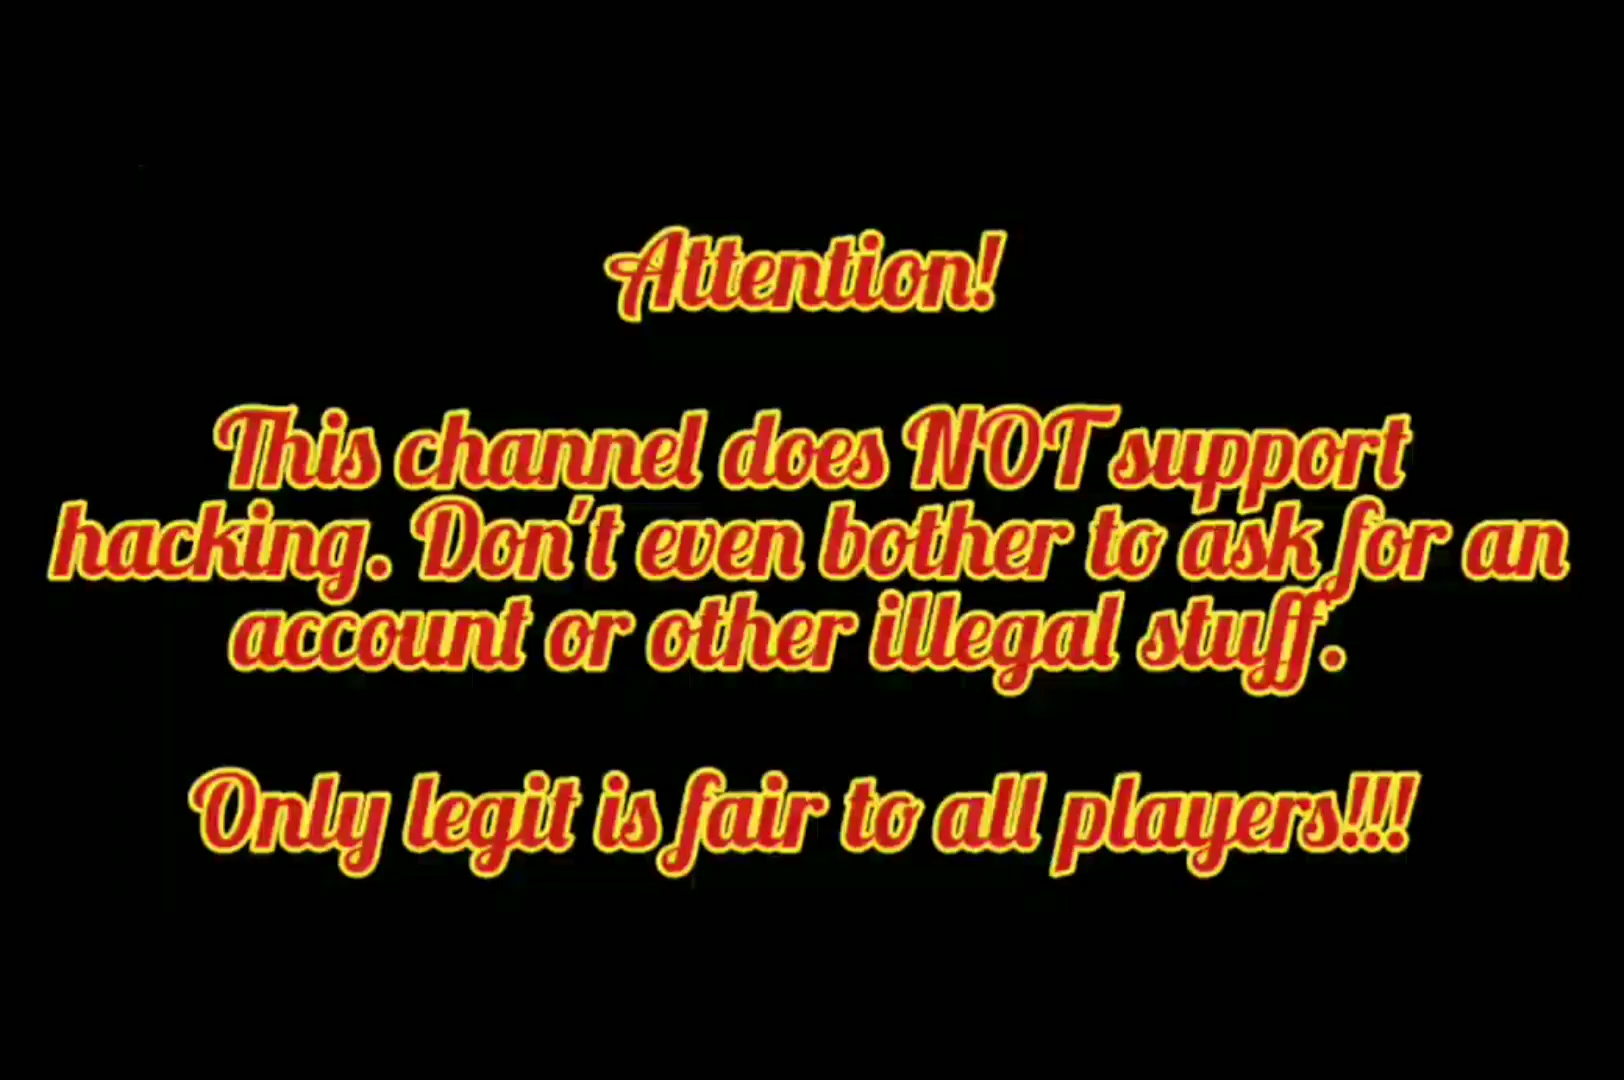 Attention!
This channel does NOT support
hacking. Don't even bother to ask for an
account or other illegal stuff.
Only legit is fair to all players!!!